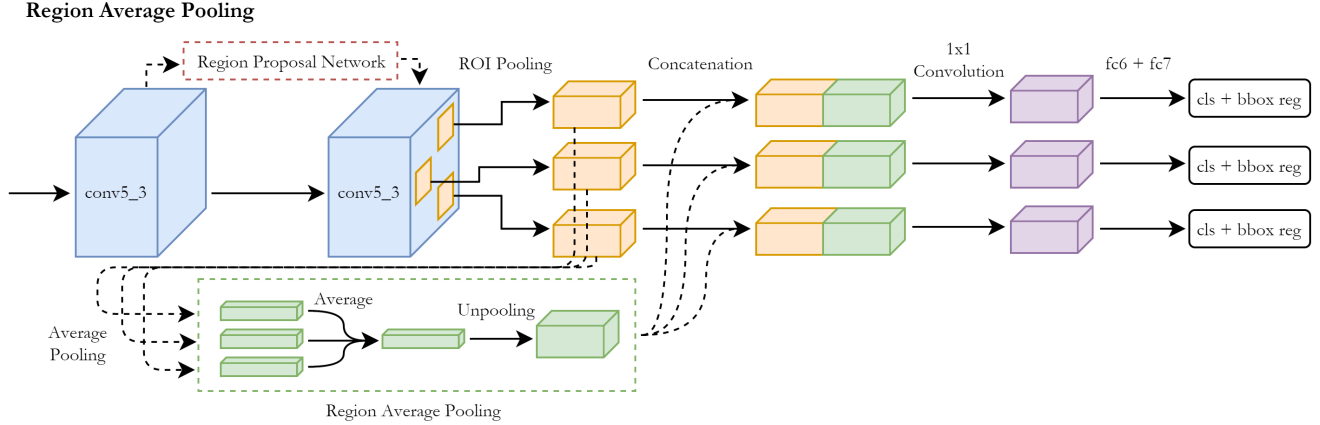 Region Average Pooling
Region Proposal Network
ROI Pooling
Concatenation
1x1
Convolution
fc6 + fc7
conv5_3
conv5_3
cls + bbox reg
cls + bbox reg
cls + bbox reg
Average
Pooling
Average
Unpooling
Region Average Pooling